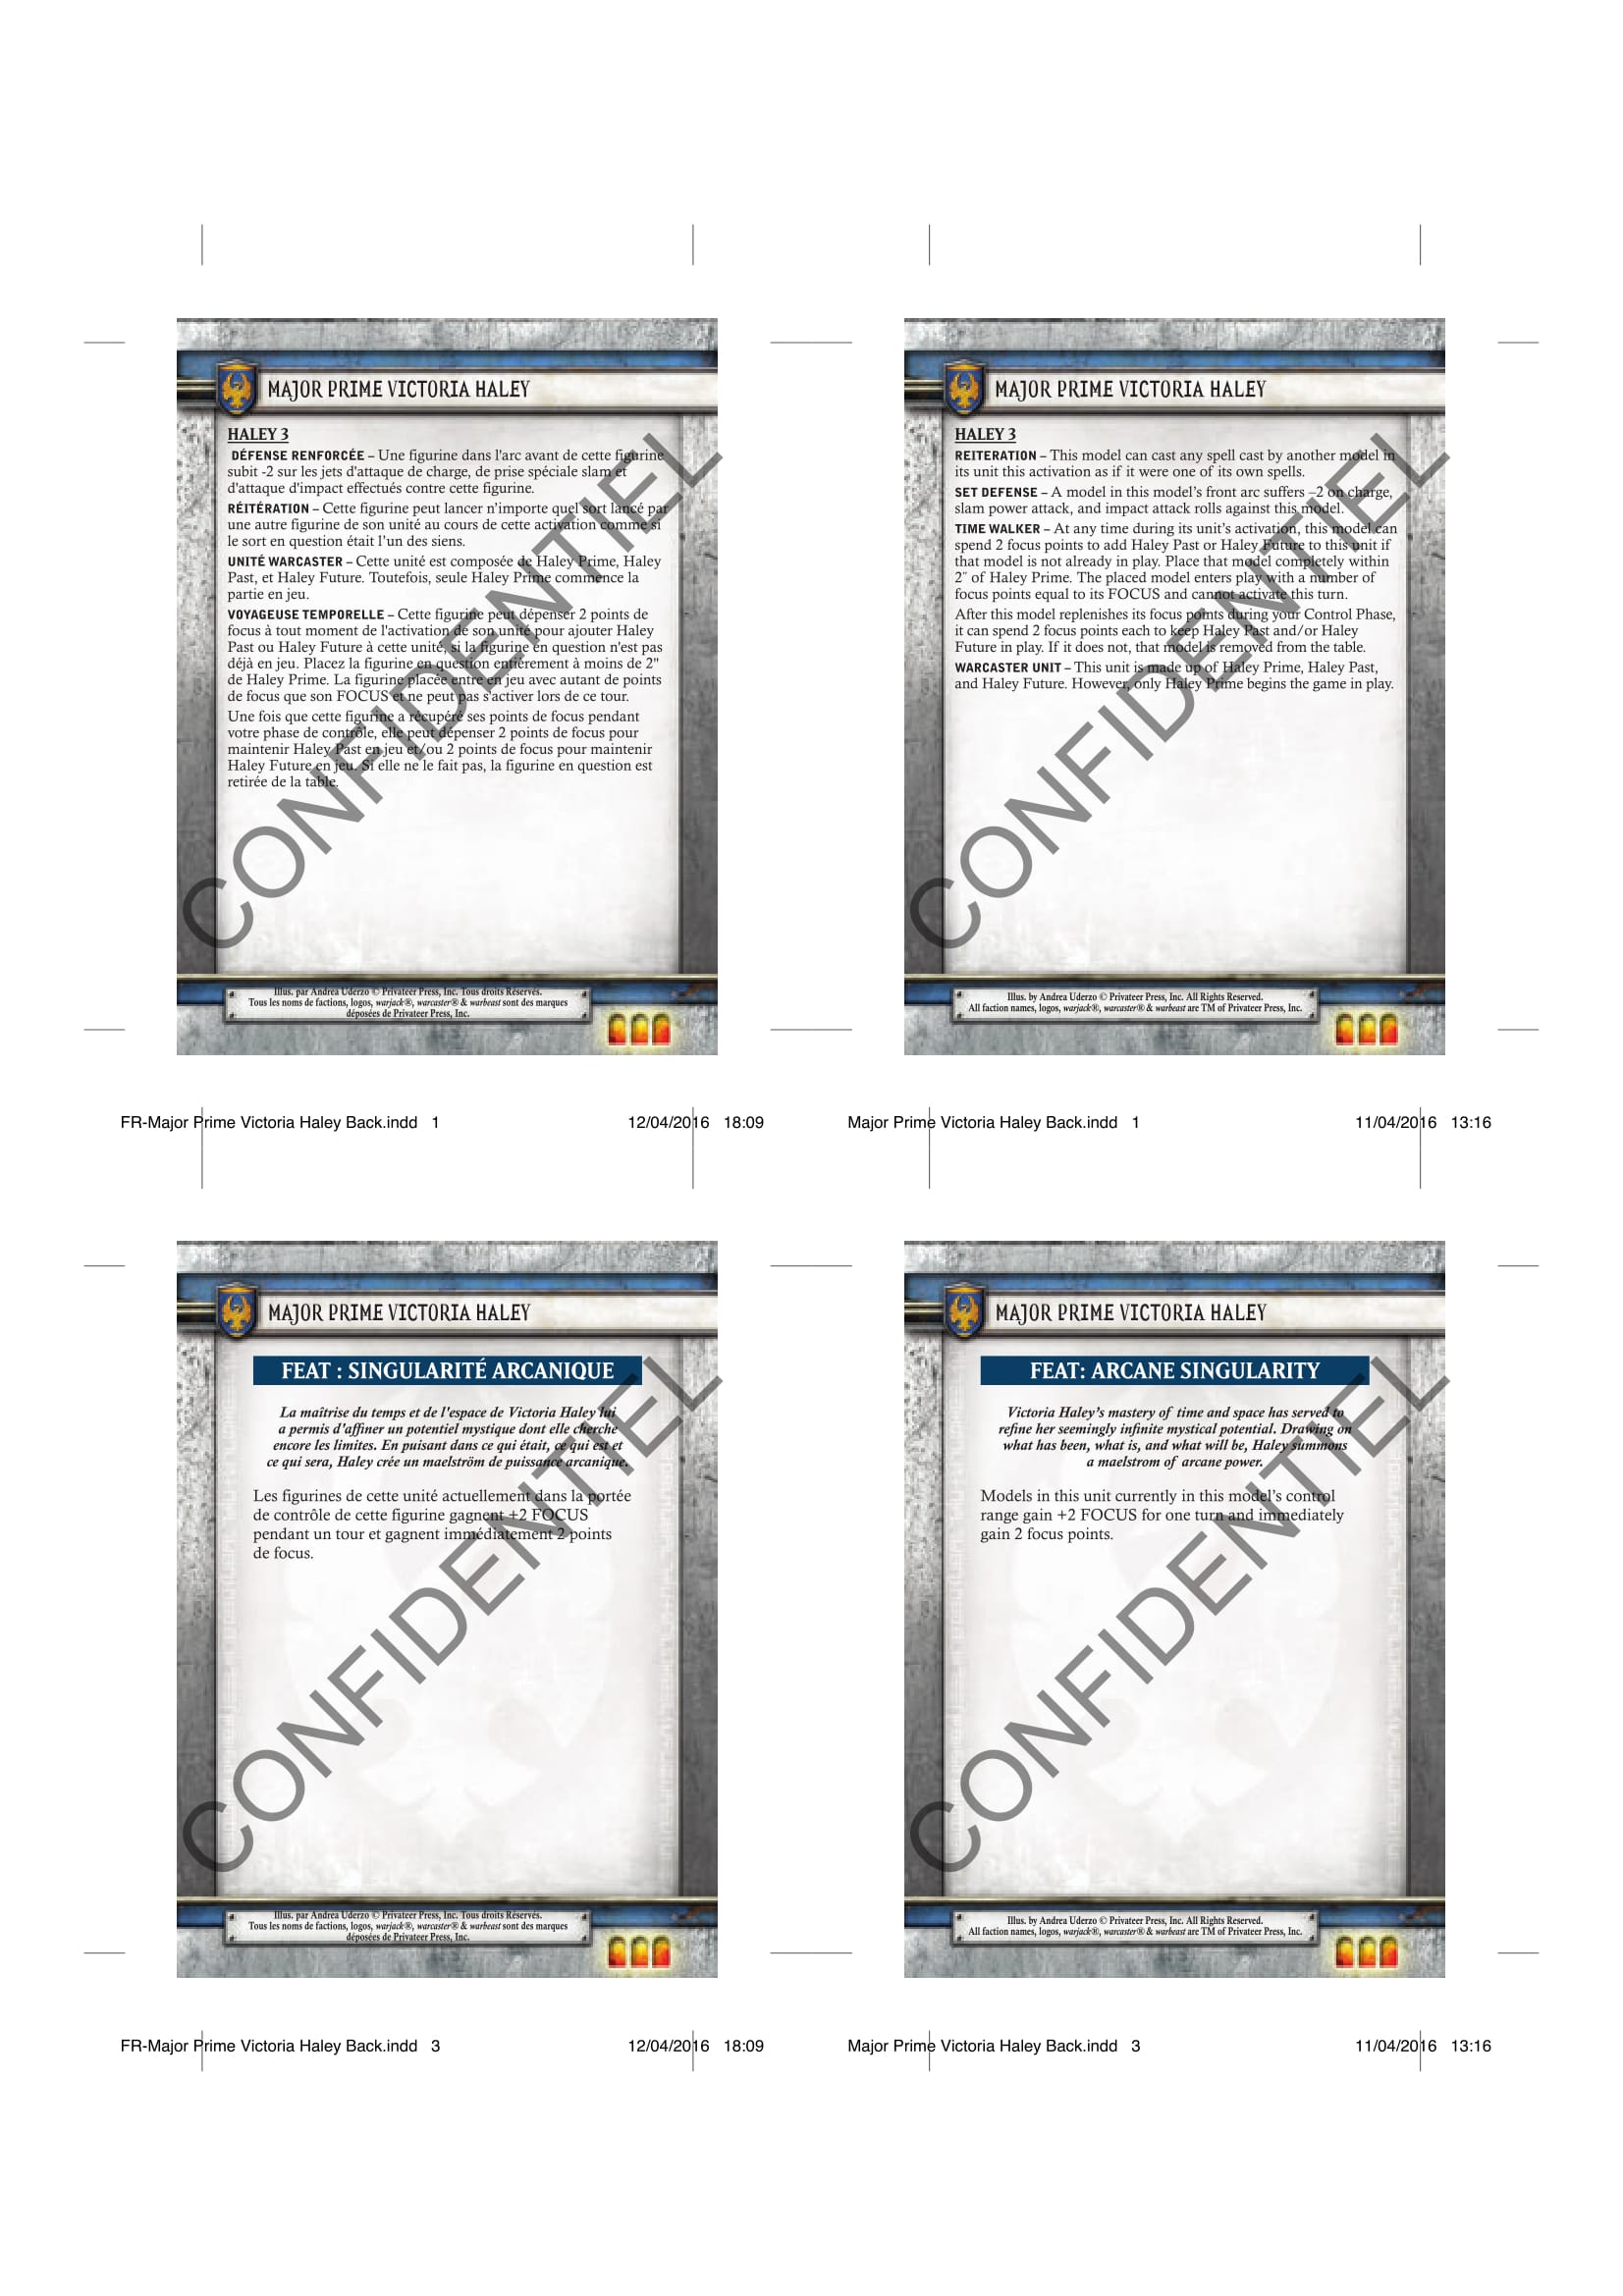 MAJOR PRIME VICTORIA HALEY
HALEY 3
DÉFENSE RENFORCÉE – Une figurine dans l'arc avant de cette figurine
subit -2 sur les jets d'attaque de charge, de prise spéciale slam et
d'attaque d'impact effectués contre cette figurine.
RÉITÉRATION – Cette figurine peut lancer n'importe quel sort lancé par
une autre figurine de son unité au cours de cette activation comme si
le sort en question était l'un des siens.
UNITÉ WARCASTER – Cette unité est composée de Haley Prime, Haley
Past, et Haley Future. Toutefois, seule Haley Prime commence la
partie en jeu.
VOYAGEUSE TEMPORELLE – Cette figurine peut dépenser 2 points de
focus à tout moment de l'activation de son unité pour ajouter Haley
Past ou Haley Future à cette unité, si la figurine en question n'est pas
déjà en jeu. Placez la figurine en question entièrement à moins de 2"
de Haley Prime. La figurine placée entre en jeu avec autant de points
de focus que son FOCUS et ne peut pas s'activer lors de ce tour.
Une fois que cette figurine a récupéré ses points de focus pendant
votre phase de contrôle, elle peut dépenser 2 points de focus pour
maintenir Haley Past en jeu et/ou 2 points de focus pour maintenir
Haley Future en jeu. Si elle ne le fait pas, la figurine en question est
retirée de la table.
CONFIDENTIEL
Illus. par Andrea Uderzo © Privateer Press, Inc. Tous droits Réservés.
Tous les noms de factions, logos, warjack®, warcaster® & warbeast sont des marques
déposées de Privateer Press, Inc.
FR-Major Prime Victoria Haley Back.indd 1 12/04/2016 18:09
MAJOR PRIME VICTORIA HALEY
HALEY 3
REITERATION – This model can cast any spell cast by another model in
its unit this activation as if it were one of its own spells.
SET DEFENSE – A model in this model's front arc suffers –2 on charge,
slam power attack, and impact attack rolls against this model.
TIME WALKER – At any time during its unit's activation, this model can
spend 2 focus points to add Haley Past or Haley Future to this unit if
that model is not already in play. Place that model completely within
2" of Haley Prime. The placed model enters play with a number of
focus points equal to its FOCUS and cannot activate this turn.
After this model replenishes its focus points during your Control Phase,
it can spend 2 focus points each to keep Haley Past and/or Haley
Future in play. If it does not, that model is removed from the table.
WARCASTER UNIT – This unit is made up of Haley Prime, Haley Past,
and Haley Future. However, only Haley Prime begins the game in play.
CONFIDENTIEL
Illus. by Andrea Uderzo © Privateer Press, Inc. All Rights Reserved.
All faction names, logos, warjack®, warcaster® & warbeast are TM of Privateer Press, Inc.
Major Prime Victoria Haley Back.indd 1 11/04/2016 13:16
MAJOR PRIME VICTORIA HALEY
FEAT : SINGULARITÉ ARCANIQUE
La maîtrise du temps et de l'espace de Victoria Haley lui
a permis d'affiner un potentiel mystique dont elle cherche
encore les limites. En puisant dans ce qui était, ce qui est et
ce qui sera, Haley crée un maelström de puissance arcanique.
Les figurines de cette unité actuellement dans la portée
de contrôle de cette figurine gagnent +2 FOCUS
pendant un tour et gagnent immédiatement 2 points
de focus.
CONFIDENTIEL
Illus. par Andrea Uderzo © Privateer Press, Inc. Tous droits Réservés.
Tous les noms de factions, logos, warjack®, warcaster® & warbeast sont des marques
déposées de Privateer Press, Inc.
FR-Major Prime Victoria Haley Back.indd 3 12/04/2016 18:09
MAJOR PRIME VICTORIA HALEY
FEAT: ARCANE SINGULARITY
Victoria Haley's mastery of time and space has served to
refine her seemingly infinite mystical potential. Drawing on
what has been, what is, and what will be, Haley summons
a maelstrom of arcane power.
Models in this unit currently in this model's control
range gain +2 FOCUS for one turn and immediately
gain 2 focus points.
CONFIDENTIEL
Illus. by Andrea Uderzo © Privateer Press, Inc. All Rights Reserved.
All faction names, logos, warjack®, warcaster® & warbeast are TM of Privateer Press, Inc.
Major Prime Victoria Haley Back.indd 3 11/04/2016 13:16